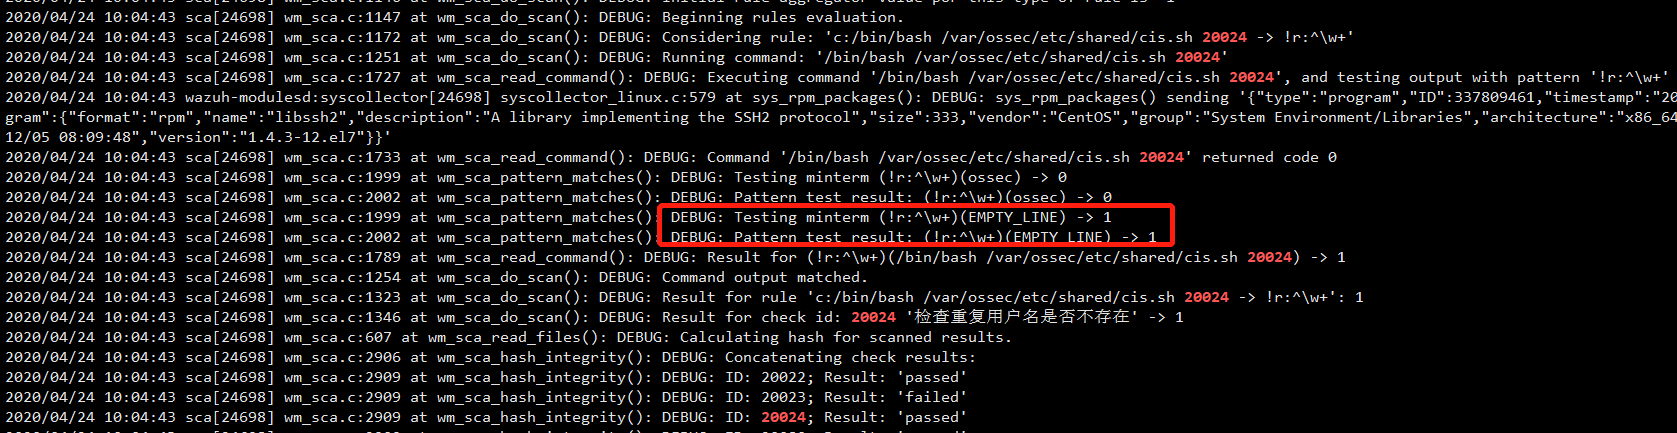 2020/04/24 10:04:43 sca[24698] wm_sca.c:1147 at wm_sca_do_scan(): DEBUG: Beginning rules evaluation.
2020/04/24 10:04:43 sca[24698] wm_sca.c:1172 at wm_sca_do_scan(): DEBUG: Considering rule: 'c:/bin/bash /var/ossec/etc/shared/cis.sh 20024 -> !r:^\w+'
2020/04/24 10:04:43 sca[24698] wm_sca.c:1251 at wm_sca_do_scan(): DEBUG: Running command: '/bin/bash /var/ossec/etc/shared/cis.sh 20024'
2020/04/24 10:04:43 sca[24698] wm_sca.c:1727 at wm_sca_read_command(): DEBUG: Executing command '/bin/bash /var/ossec/etc/shared/cis.sh 20024', and testing output with pattern '!r:^\w+'
2020/04/24 10:04:43 wazuh-modulesd:syscollector[24698] syscollector_linux.c:579 at sys_rpm_packages(): DEBUG: sys_rpm_packages() sending '{"type":"program","ID":337809461,"timestamp":"20
gram":{"format":"rpm","name":"libssh2","description":"A library implementing the SSH2 protocol","size":333,"vendor":"CentOS","group":"System Environment/Libraries","architecture":"x86_64
12/05 08:09:48","version":"1.4.3-12.el7"}}'
2020/04/24 10:04:43 sca[24698] wm_sca.c:1733 at wm_sca_read_command(): DEBUG: Command '/bin/bash /var/ossec/etc/shared/cis.sh 20024' returned code 0
2020/04/24 10:04:43 sca[24698] wm_sca.c:1999 at wm_sca_pattern_matches(): DEBUG: Testing minterm (!r:^\w+)(ossec) -> 0
2020/04/24 10:04:43 sca[24698] wm_sca.c:2002 at wm_sca_pattern_matches(): DEBUG: Pattern test result: (!r:^\w+)(ossec) -> 0
2020/04/24 10:04:43 sca[24698] wm_sca.c:1999 at wm_sca_pattern_matches(): DEBUG: Testing minterm (!r:^\w+)(EMPTY_LINE) -> 1
2020/04/24 10:04:43 sca[24698] wm_sca.c:2002 at wm_sca_pattern_matches(): DEBUG: Pattern test result: (!r:^\w+)(EMPTY_LINE) -> 1
2020/04/24 10:04:43 sca[24698] wm_sca.c:1789 at wm_sca_read_command(): DEBUG: Result for (!r:^\w+)(/bin/bash /var/ossec/etc/shared/cis.sh 20024) -> 1
2020/04/24 10:04:43 sca[24698] wm_sca.c:1254 at wm_sca_do_scan(): DEBUG: Command output matched.
2020/04/24 10:04:43 sca[24698] wm_sca.c:1323 at wm_sca_do_scan(): DEBUG: Result for rule 'c:/bin/bash /var/ossec/etc/shared/cis.sh 20024 -> !r:^\w+': 1
2020/04/24 10:04:43 sca[24698] wm_sca.c:1346 at wm_sca_do_scan(): DEBUG: Result for check id: 20024 '检查重复用户名是否不存在' -> 1
2020/04/24 10:04:43 sca[24698] wm_sca.c:607 at wm_sca_read_files(): DEBUG: Calculating hash for scanned results.
2020/04/24 10:04:43 sca[24698] wm_sca.c:2906 at wm_sca_hash_integrity(): DEBUG: Concatenating check results:
2020/04/24 10:04:43 sca[24698] wm_sca.c:2909 at wm_sca_hash_integrity(): DEBUG: ID: 20022; Result: 'passed'
2020/04/24 10:04:43 sca[24698] wm_sca.c:2909 at wm_sca_hash_integrity(): DEBUG: ID: 20023; Result: 'failed'
2020/04/24 10:04:43 sca[24698] wm_sca.c:2909 at wm_sca_hash_integrity(): DEBUG: ID: 20024; Result: 'passed'